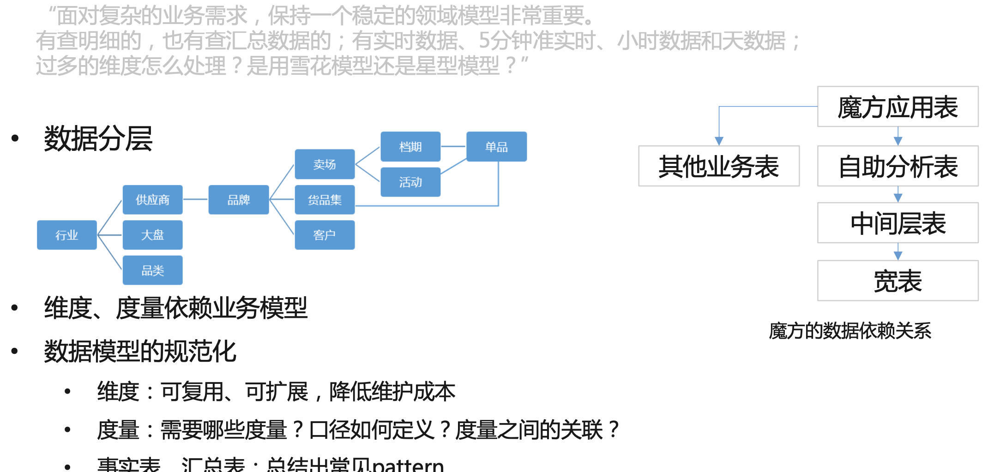 “面对复杂的业务需求，保持一个稳定的领域模型非常重要。
有查明细的，也有查汇总数据的；有实时数据、5分钟准实时、小时数据和天数据；
过多的维度怎么处理？是用雪花模型还是星型模型？”
• 数据分层
行业
供应商
大盘
品类
品牌
卖场
货品集
客户
档期
活动
单品
魔方应用表
其他业务表
自助分析表
中间层表
宽表
魔方的数据依赖关系
• 维度、度量依赖业务模型
• 数据模型的规范化
• 维度：可复用、可扩展，降低维护成本
• 度量：需要哪些度量？口径如何定义？度量之间的关联？
• 事实表、汇总表：总结出常见pattern